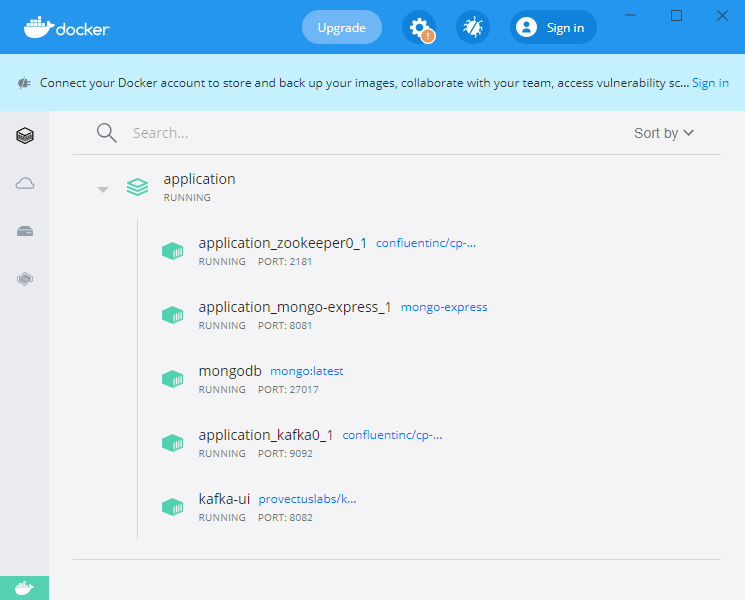 docker
Upgrade
Sign in
Connect your Docker account to store and back up your images, collaborate with your team, access vulnerability sc... Sign in
Search...
Sort by
application
RUNNING
application_zookeeper0_1 confluentinc/cp-...
RUNNING PORT: 2181
application_mongo-express_1 mongo-express
RUNNING PORT: 8081
mongodb mongo:latest
RUNNING PORT: 27017
application_kafka0_1 confluentinc/cp-...
RUNNING PORT: 9092
kafka-ui provectuslabs/k...
RUNNING PORT: 8082